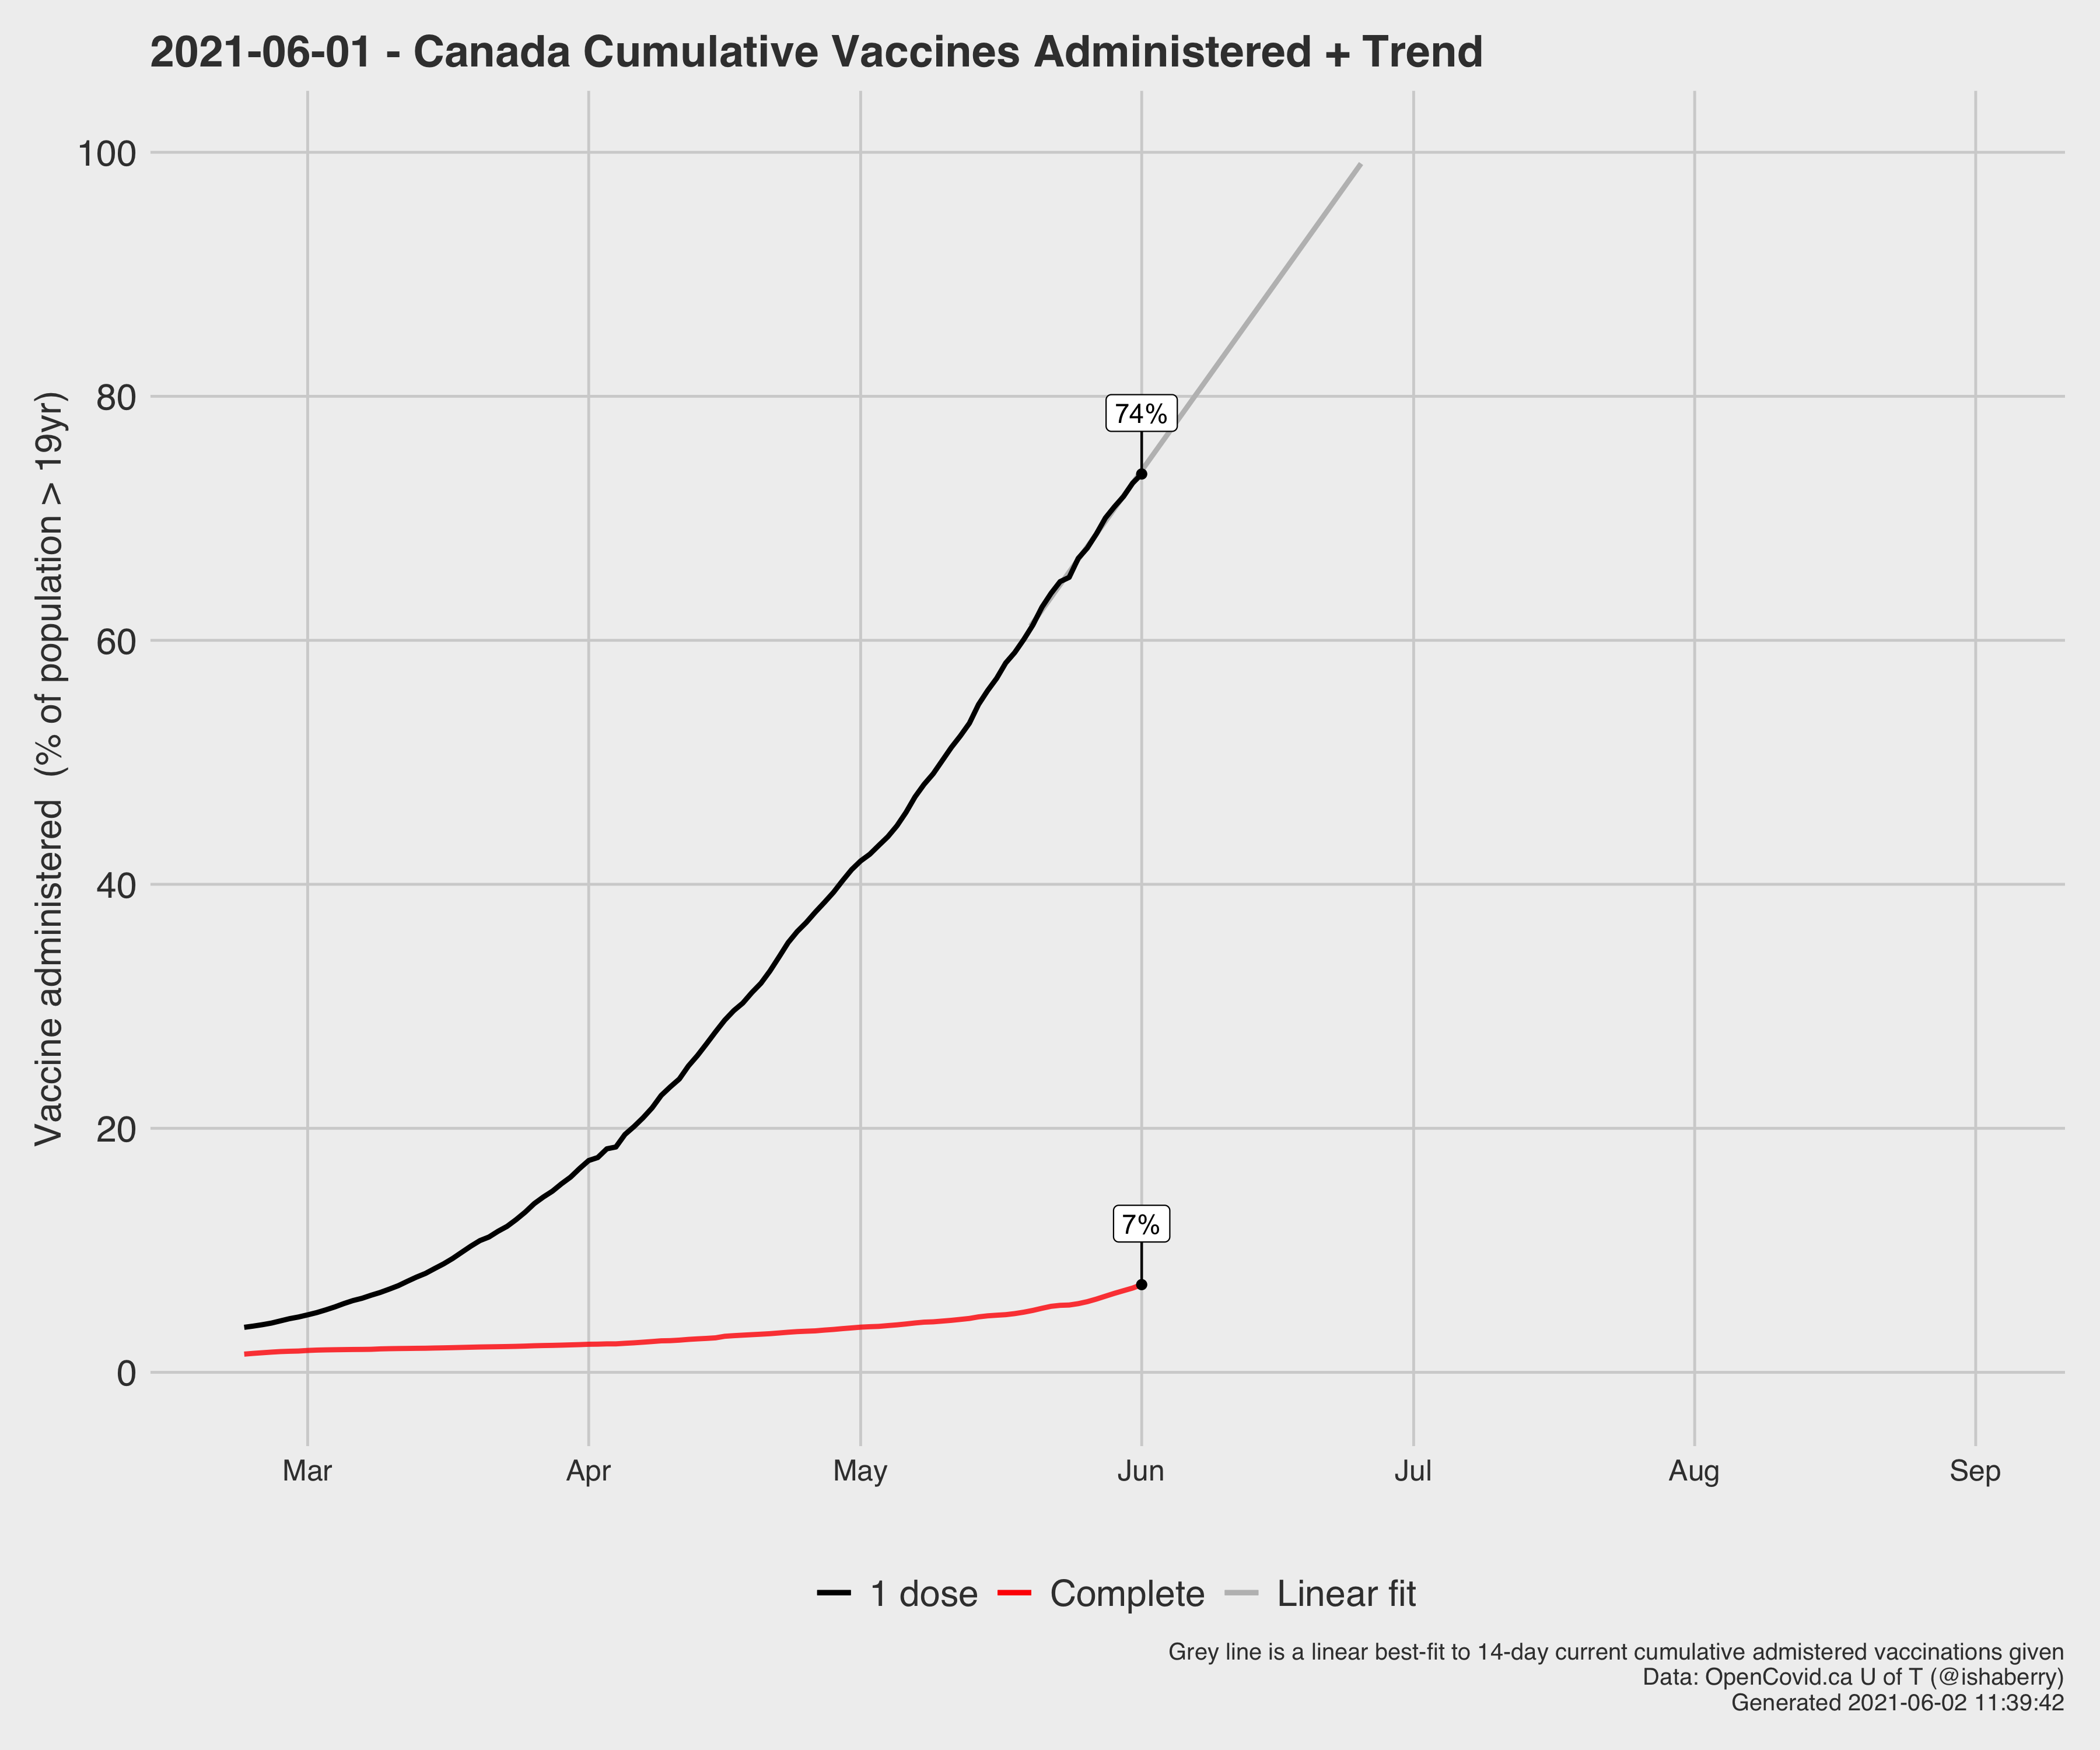 2021-06-01 - Canada Cumulative Vaccines Administered + Trend
Vaccine administered (% of population > 19yr)
100
80
60
40
20
0
74%
7%
Mar
Apr
May
Jun
Jul
Aug
Sep
1 dose
Complete
Linear fit
Grey line is a linear best-fit to 14-day current cumulative admistered vaccinations given
Data: OpenCovid.ca U of T (@ishaberry)
Generated 2021-06-02 11:39:42